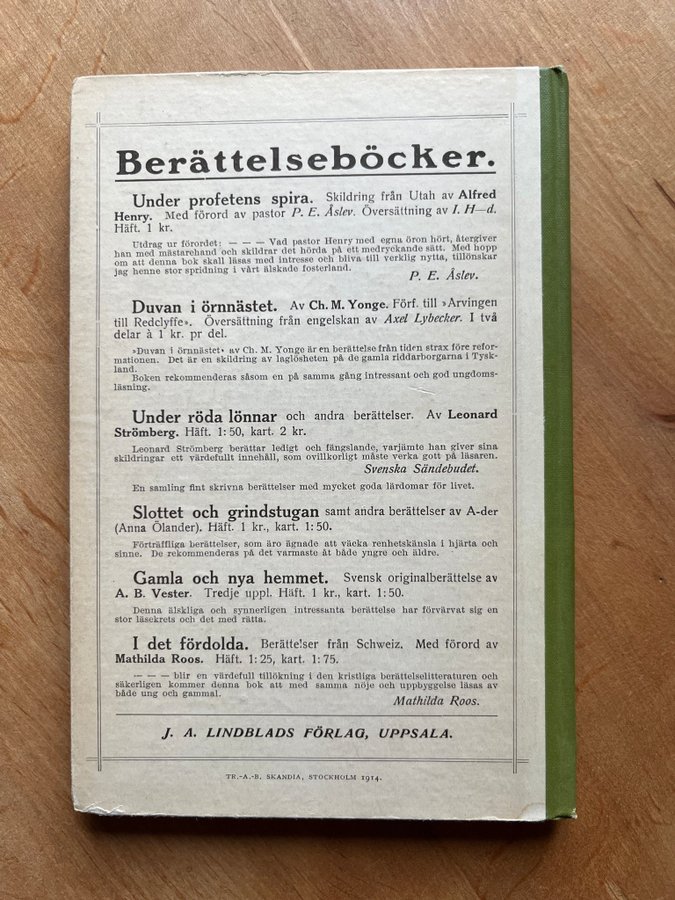 Berättelseböcker.
Under profetens spira. Skildring från Utah av Alfred
Henry. Med förord av pastor P. E. Åslev. Översättning av I. H—d.
Häft. 1 kr.
Utdrag ur förordet: — — — Vad pastor Henry med egna öron hört, återgiver
han med mästarehand och skildrar det hörda på ett medryckande sätt. Med hopp
om att denna bok skall läsas med intresse och bliva till verklig nytta, tillönskar
jag henne stor spridning i vårt älskade fosterland.
P. E. Åslev.
Duvan i örnnästet. Av Ch. M. Yonge. Förf. till »Arvingen
till Redclyffe». Översättning från engelskan av Axel Lybecker. I två
delar à 1 kr. pr del.
»Duvan i örnnästet» av Ch. M. Yonge är en berättelse från tiden strax före refor-
mationen. Det är en skildring av laglösheten på de gamla riddarborgarna i Tysk-
land.
Boken rekommenderas såsom en på samma gång intressant och god ungdoms-
läsning.
Under röda lönnar och andra berättelser. Av Leonard
Strömberg. Häft. 1: 50, kart. 2 kr.
Leonard Strömberg berättar ledigt och fängslande, varjämte han giver sina
skildringar ett värdefullt innehåll, som ovillkorligt måste verka gott på läsaren.
Svenska Sändebudet.
En samling fint skrivna berättelser med mycket goda lärdomar för livet.
Slottet och grindstugan samt andra berättelser av A-der
(Anna Ölander). Häft. 1 kr., kart. 1: 50.
Förträffliga berättelser, som äro ägnade att väcka renhetskänsla i hjärta och
sinne. De rekommenderas på det varmaste åt både yngre och äldre.
Gamla och nya hemmet. Svensk originalberättelse av
A. B. Vester. Tredje uppl. Häft. 1 kr., kart. 1: 50.
Denna älskliga och synnerligen intressanta berättelse har förvärvat sig en
stor läsekrets och det med rätta.
I det fördolda. Berättelser från Schweiz. Med förord av
Mathilda Roos. Häft. 1: 25, kart. 1: 75.
— — — blir en värdefull tillökning i den kristliga berättelselitteraturen och
säkerligen kommer denna bok att med samma nöje och uppbyggelse läsas av
både ung och gammal.
Mathilda Roos.
J. A. LINDBLADS FÖRLAG, UPPSALA.
TR.-A.-B. SKANDIA, STOCKHOLM 1914.